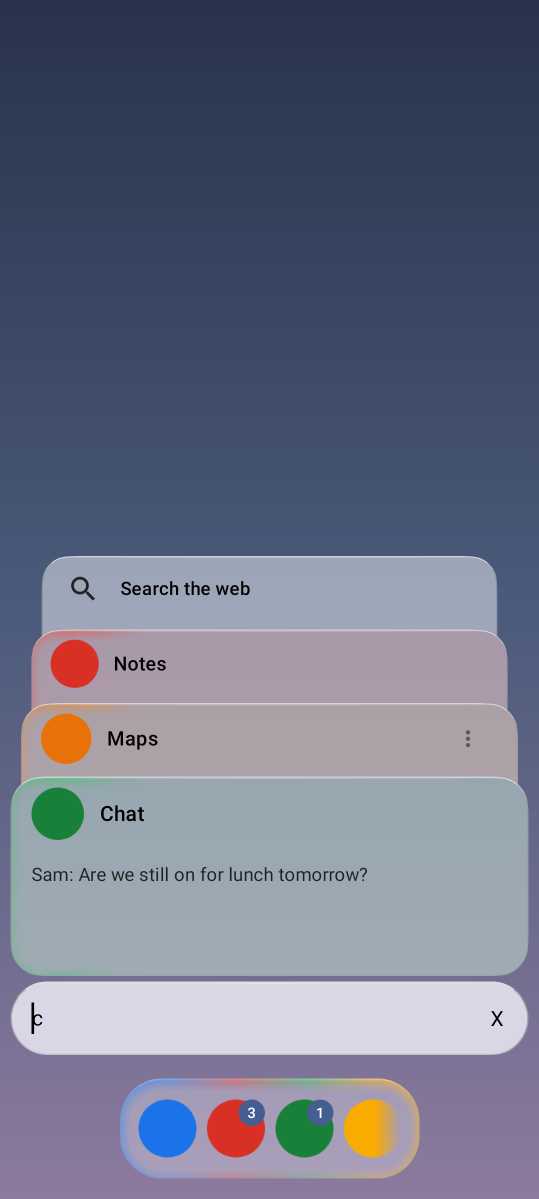 Search the web
Notes
Maps
Chat
Sam: Are we still on for lunch tomorrow?
c
X
3
1